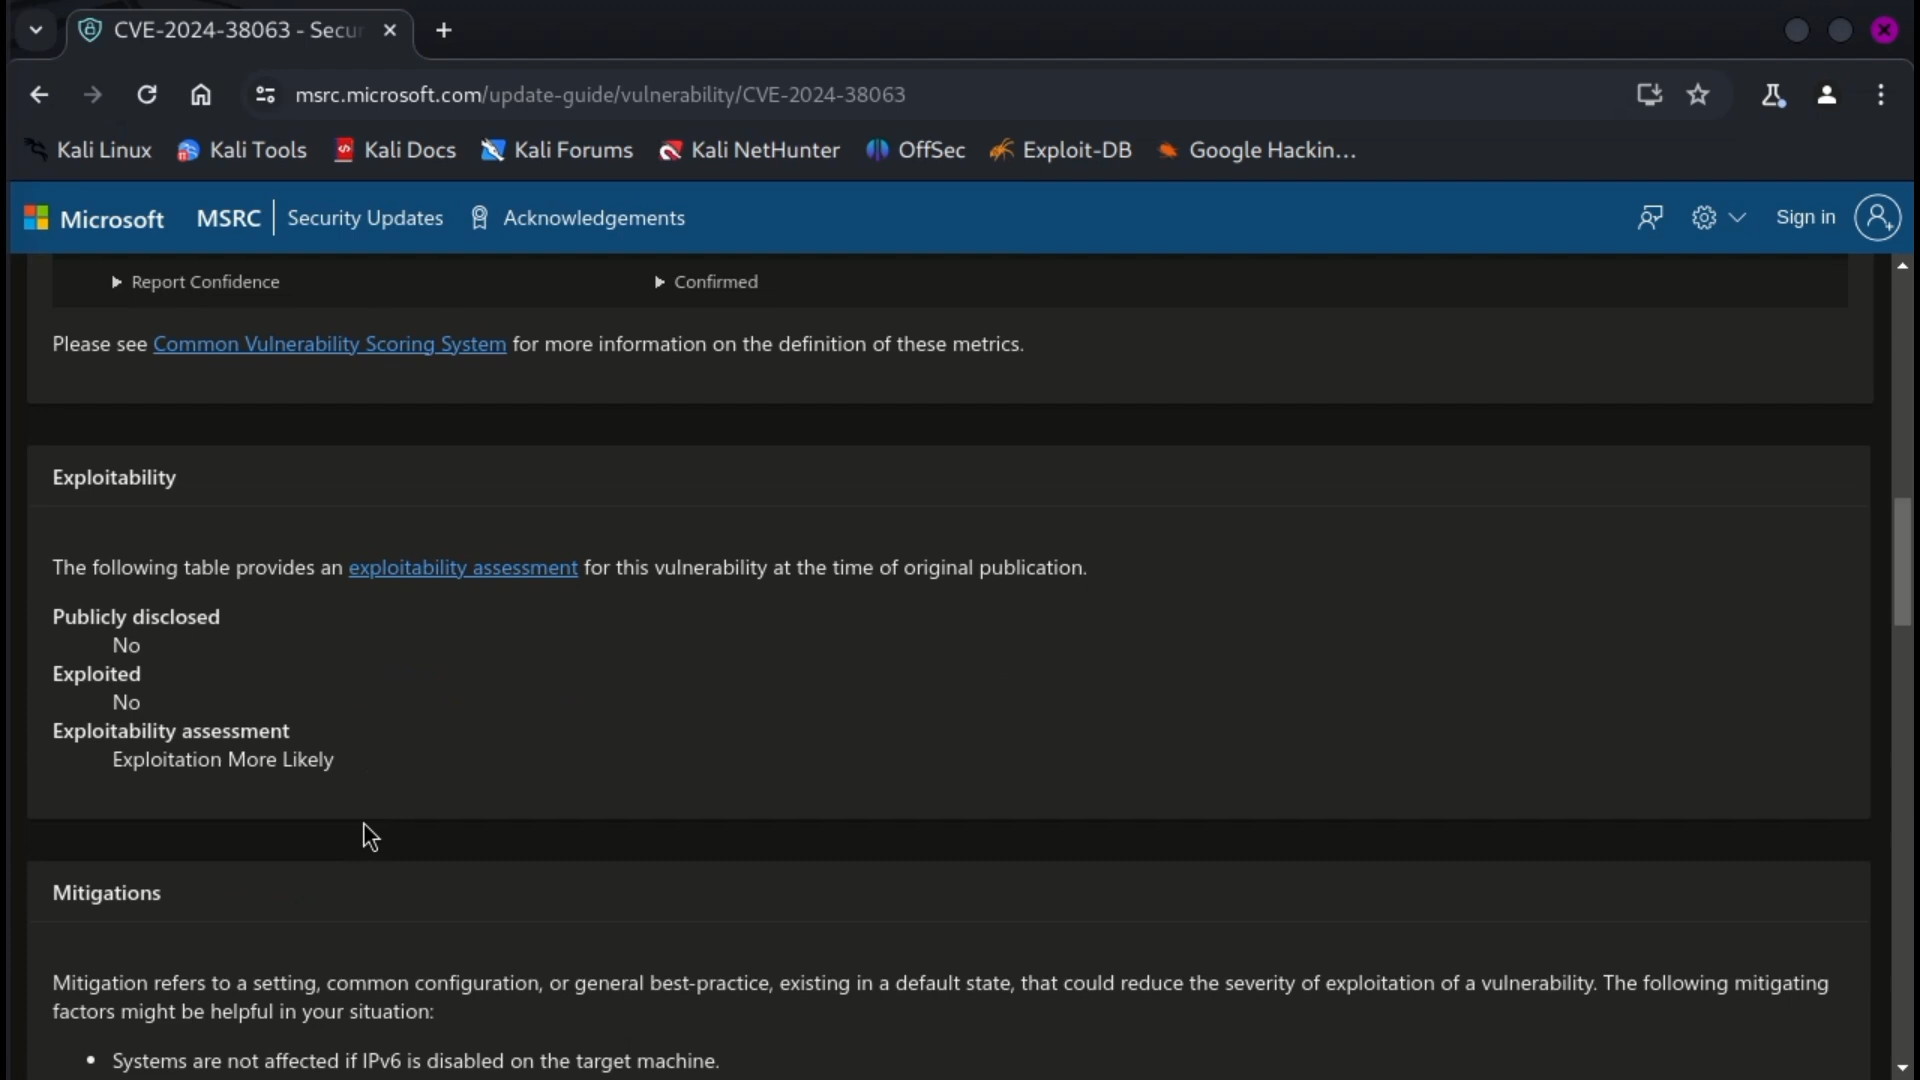 CVE-2024-38063 - Secu
msrc.microsoft.com/update-guide/vulnerability/CVE-2024-38063
Kali Linux Kali Tools Kali Docs Kali Forums Kali NetHunter OffSec Exploit-DB Google Hackin...
Microsoft MSRC Security Updates Acknowledgements Sign in
Report Confidence Confirmed
Please see Common Vulnerability Scoring System for more information on the definition of these metrics.
Exploitability
The following table provides an exploitability assessment for this vulnerability at the time of original publication.
Publicly disclosed
No
Exploited
No
Exploitability assessment
Exploitation More Likely
Mitigations
Mitigation refers to a setting, common configuration, or general best-practice, existing in a default state, that could reduce the severity of exploitation of a vulnerability. The following mitigating
factors might be helpful in your situation:
• Systems are not affected if IPv6 is disabled on the target machine.